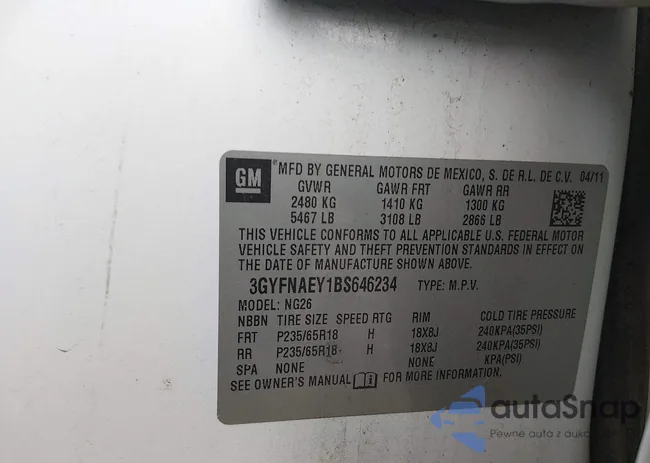 GM
®MFD BY GENERAL MOTORS DE MEXICO, S. DE R.L. DE C.V. 04/11
GVWR GAWR FRT GAWR RR
2480 KG 1410 KG 1300 KG
5467 LB 3108 LB 2866 LB
THIS VEHICLE CONFORMS TO ALL APPLICABLE U.S. FEDERAL MOTOR
VEHICLE SAFETY AND THEFT PREVENTION STANDARDS IN EFFECT ON
THE DATE OF MANUFACTURE SHOWN ABOVE.
3GYFNAEY1BS646234 TYPE: M.P.V.
MODEL: NG26
NBBN TIRE SIZE SPEED RTG RIM COLD TIRE PRESSURE
FRT P235/65R18 H 18X8J 240KPA(35PSI)
RR P235/65R18 H 18X8J 240KPA(35PSI)
SPA NONE NONE KPA(PSI)
SEE OWNER'S MANUAL FOR MORE INFORMATION.
autaSnap
Pewne auta z aukcji